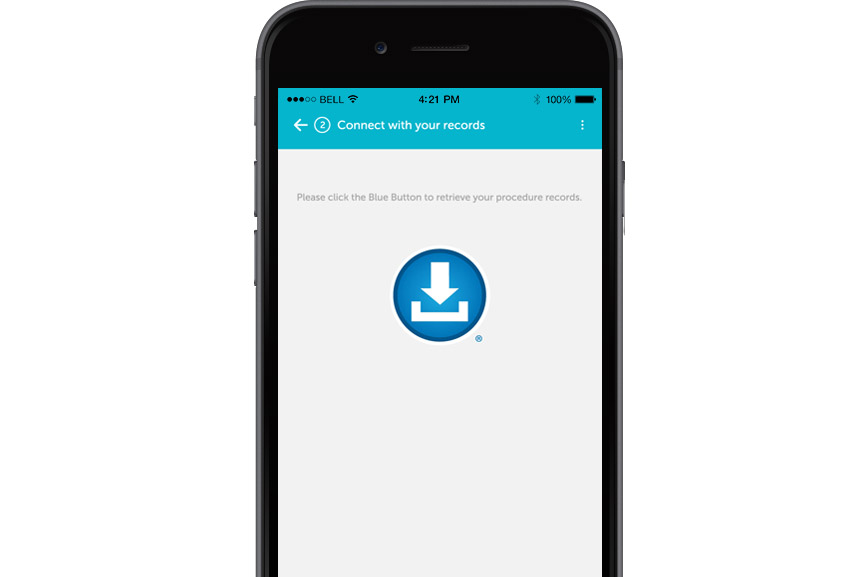 BELL 4:21 PM 100%
2 Connect with your records
Please click the Blue Button to retrieve your procedure records.
®